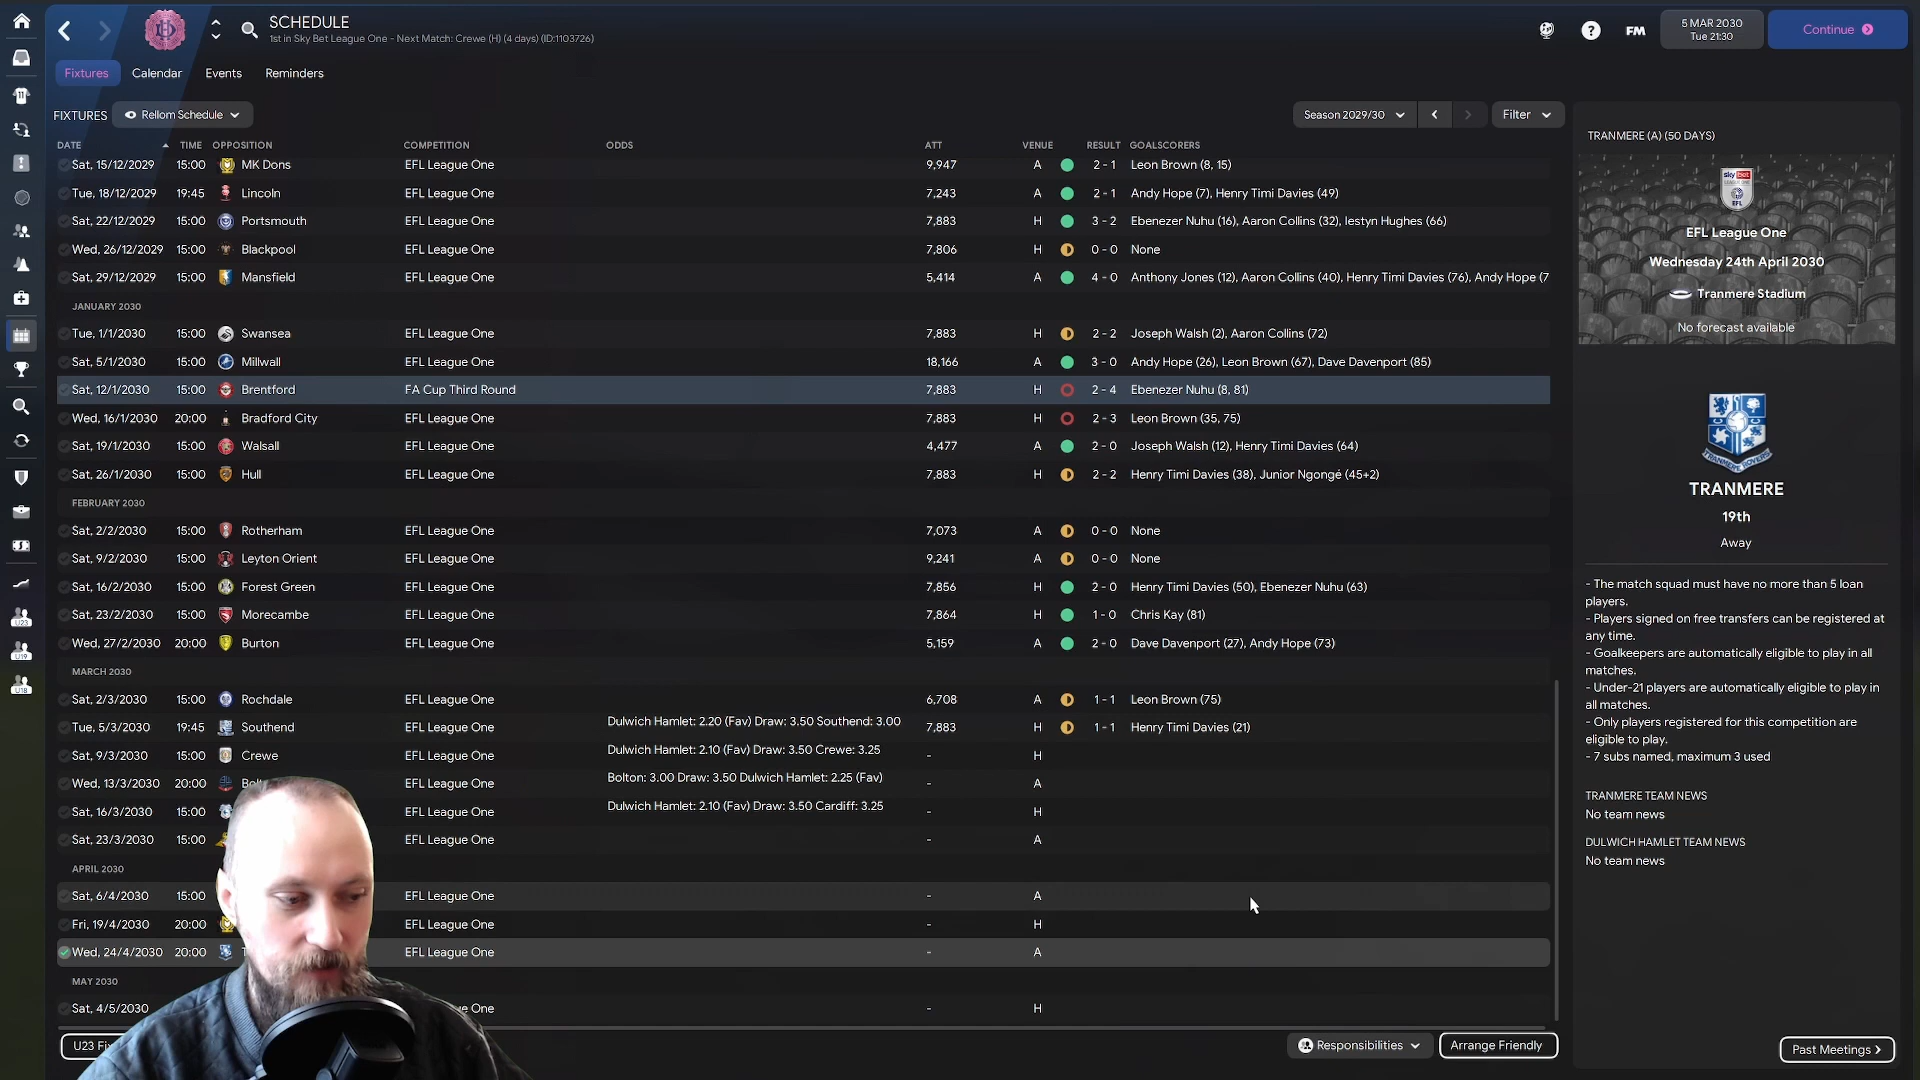 SCHEDULE
1st in Sky Bet League One - Next Match: Crewe (H) (4 days) (ID:1103726)
FM
5 MAR 2030
Tue 21:30
Continue
Fixtures Calendar Events Reminders
FIXTURES Rellom Schedule Season 2029/30 Filter
DATE TIME OPPOSITION COMPETITION ODDS ATT VENUE RESULT GOALSCORERS
Sat, 15/12/2029 15:00 MK Dons EFL League One 9,947 A 2 - 1 Leon Brown (8, 15)
Tue, 18/12/2029 19:45 Lincoln EFL League One 7,243 A 2 - 1 Andy Hope (7), Henry Timi Davies (49)
Sat, 22/12/2029 15:00 Portsmouth EFL League One 7,883 H 3 - 2 Ebenezer Nuhu (16), Aaron Collins (32), Iestyn Hughes (66)
Wed, 26/12/2029 15:00 Blackpool EFL League One 7,806 H 0 - 0 None
Sat, 29/12/2029 15:00 Mansfield EFL League One 5,414 A 4 - 0 Anthony Jones (12), Aaron Collins (40), Henry Timi Davies (76), Andy Hope (7
JANUARY 2030
Tue, 1/1/2030 15:00 Swansea EFL League One 7,883 H 2 - 2 Joseph Walsh (2), Aaron Collins (72)
Sat, 5/1/2030 15:00 Millwall EFL League One 18,166 A 3 - 0 Andy Hope (26), Leon Brown (67), Dave Davenport (85)
Sat, 12/1/2030 15:00 Brentford FA Cup Third Round 7,883 H 2 - 4 Ebenezer Nuhu (8, 81)
Wed, 16/1/2030 20:00 Bradford City EFL League One 7,883 H 2 - 3 Leon Brown (35, 75)
Sat, 19/1/2030 15:00 Walsall EFL League One 4,477 A 2 - 0 Joseph Walsh (12), Henry Timi Davies (64)
Sat, 26/1/2030 15:00 Hull EFL League One 7,883 H 2 - 2 Henry Timi Davies (38), Junior Ngongé (45+2)
FEBRUARY 2030
Sat, 2/2/2030 15:00 Rotherham EFL League One 7,073 A 0 - 0 None
Sat, 9/2/2030 15:00 Leyton Orient EFL League One 9,241 A 0 - 0 None
Sat, 16/2/2030 15:00 Forest Green EFL League One 7,856 H 2 - 0 Henry Timi Davies (50), Ebenezer Nuhu (63)
Sat, 23/2/2030 15:00 Morecambe EFL League One 7,864 H 1 - 0 Chris Kay (81)
Wed, 27/2/2030 20:00 Burton EFL League One 5,159 A 2 - 0 Dave Davenport (27), Andy Hope (73)
MARCH 2030
Sat, 2/3/2030 15:00 Rochdale EFL League One 6,708 A 1 - 1 Leon Brown (75)
Tue, 5/3/2030 19:45 Southend EFL League One Dulwich Hamlet: 2.20 (Fav) Draw: 3.50 Southend: 3.00 7,883 H 1 - 1 Henry Timi Davies (21)
Sat, 9/3/2030 15:00 Crewe EFL League One Dulwich Hamlet: 2.10 (Fav) Draw: 3.50 Crewe: 3.25 - H
Wed, 13/3/2030 20:00 EFL League One Bolton: 3.00 Draw: 3.50 Dulwich Hamlet: 2.25 (Fav) - A
Sat, 16/3/2030 15:00 EFL League One Dulwich Hamlet: 2.10 (Fav) Draw: 3.50 Cardiff: 3.25 - H
Sat, 23/3/2030 15:00 EFL League One - A
APRIL 2030
Sat, 6/4/2030 15:00 EFL League One - A
Fri, 19/4/2030 20:00 EFL League One - H
Wed, 24/4/2030 20:00 EFL League One - A
MAY 2030
Sat, 4/5/2030 One - H
U23 Responsibilities Arrange Friendly
TRANMERE (A) (50 DAYS)
sky bet
EFL
EFL League One
Wednesday 24th April 2030
Tranmere Stadium
No forecast available
TRANMERE ROVERS
TRANMERE
19th
Away
- The match squad must have no more than 5 loan
players.
- Players signed on free transfers can be registered at
any time.
- Goalkeepers are automatically eligible to play in all
matches.
- Under-21 players are automatically eligible to play in
all matches.
- Only players registered for this competition are
eligible to play.
- 7 subs named, maximum 3 used
TRANMERE TEAM NEWS
No team news
DULWICH HAMLET TEAM NEWS
No team news
Past Meetings
U23
U19
U18